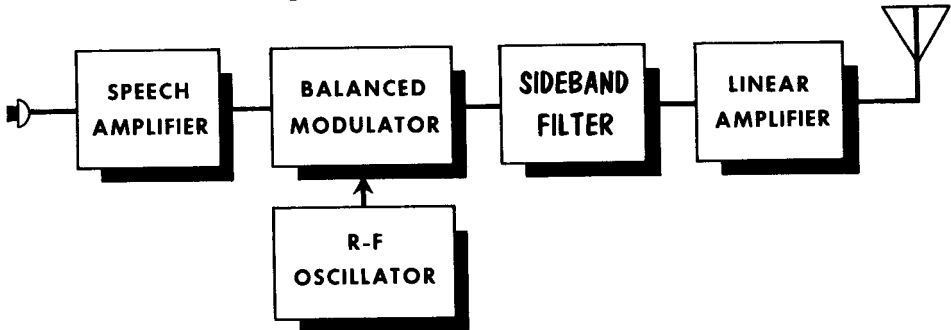 SPEECH
AMPLIFIER
BALANCED
MODULATOR
SIDEBAND
FILTER
LINEAR
AMPLIFIER
R-F
OSCILLATOR